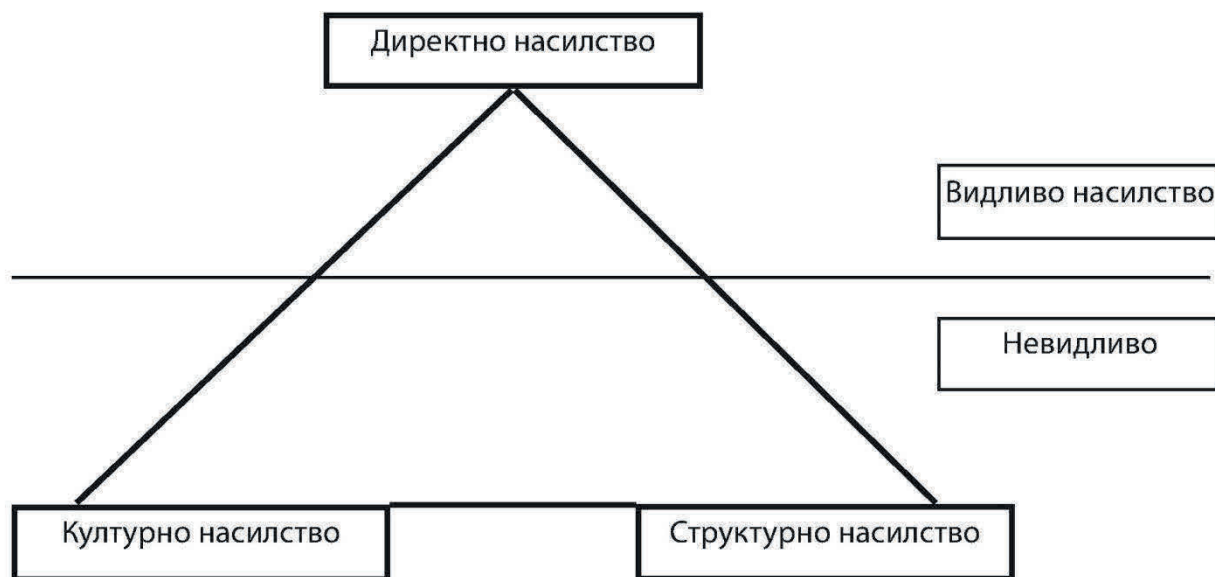 Директно насилство
Видливо насилство
Невидливо
Културно насилство
Структурно насилство